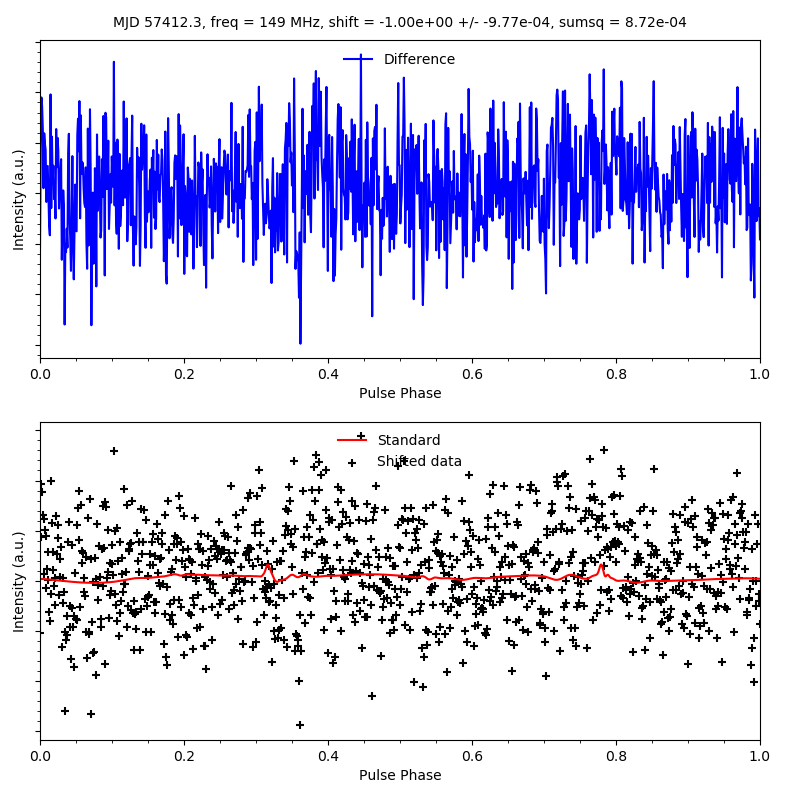 MJD 57412.3, freq = 149 MHz, shift = -1.00e+00 +/- -9.77e-04, sumsq = 8.72e-04
Difference
Intensity (a.u.)
0.0 0.2 0.4 0.6 0.8 1.0
Pulse Phase
Standard
Shifted data
Intensity (a.u.)
0.0 0.2 0.4 0.6 0.8 1.0
Pulse Phase